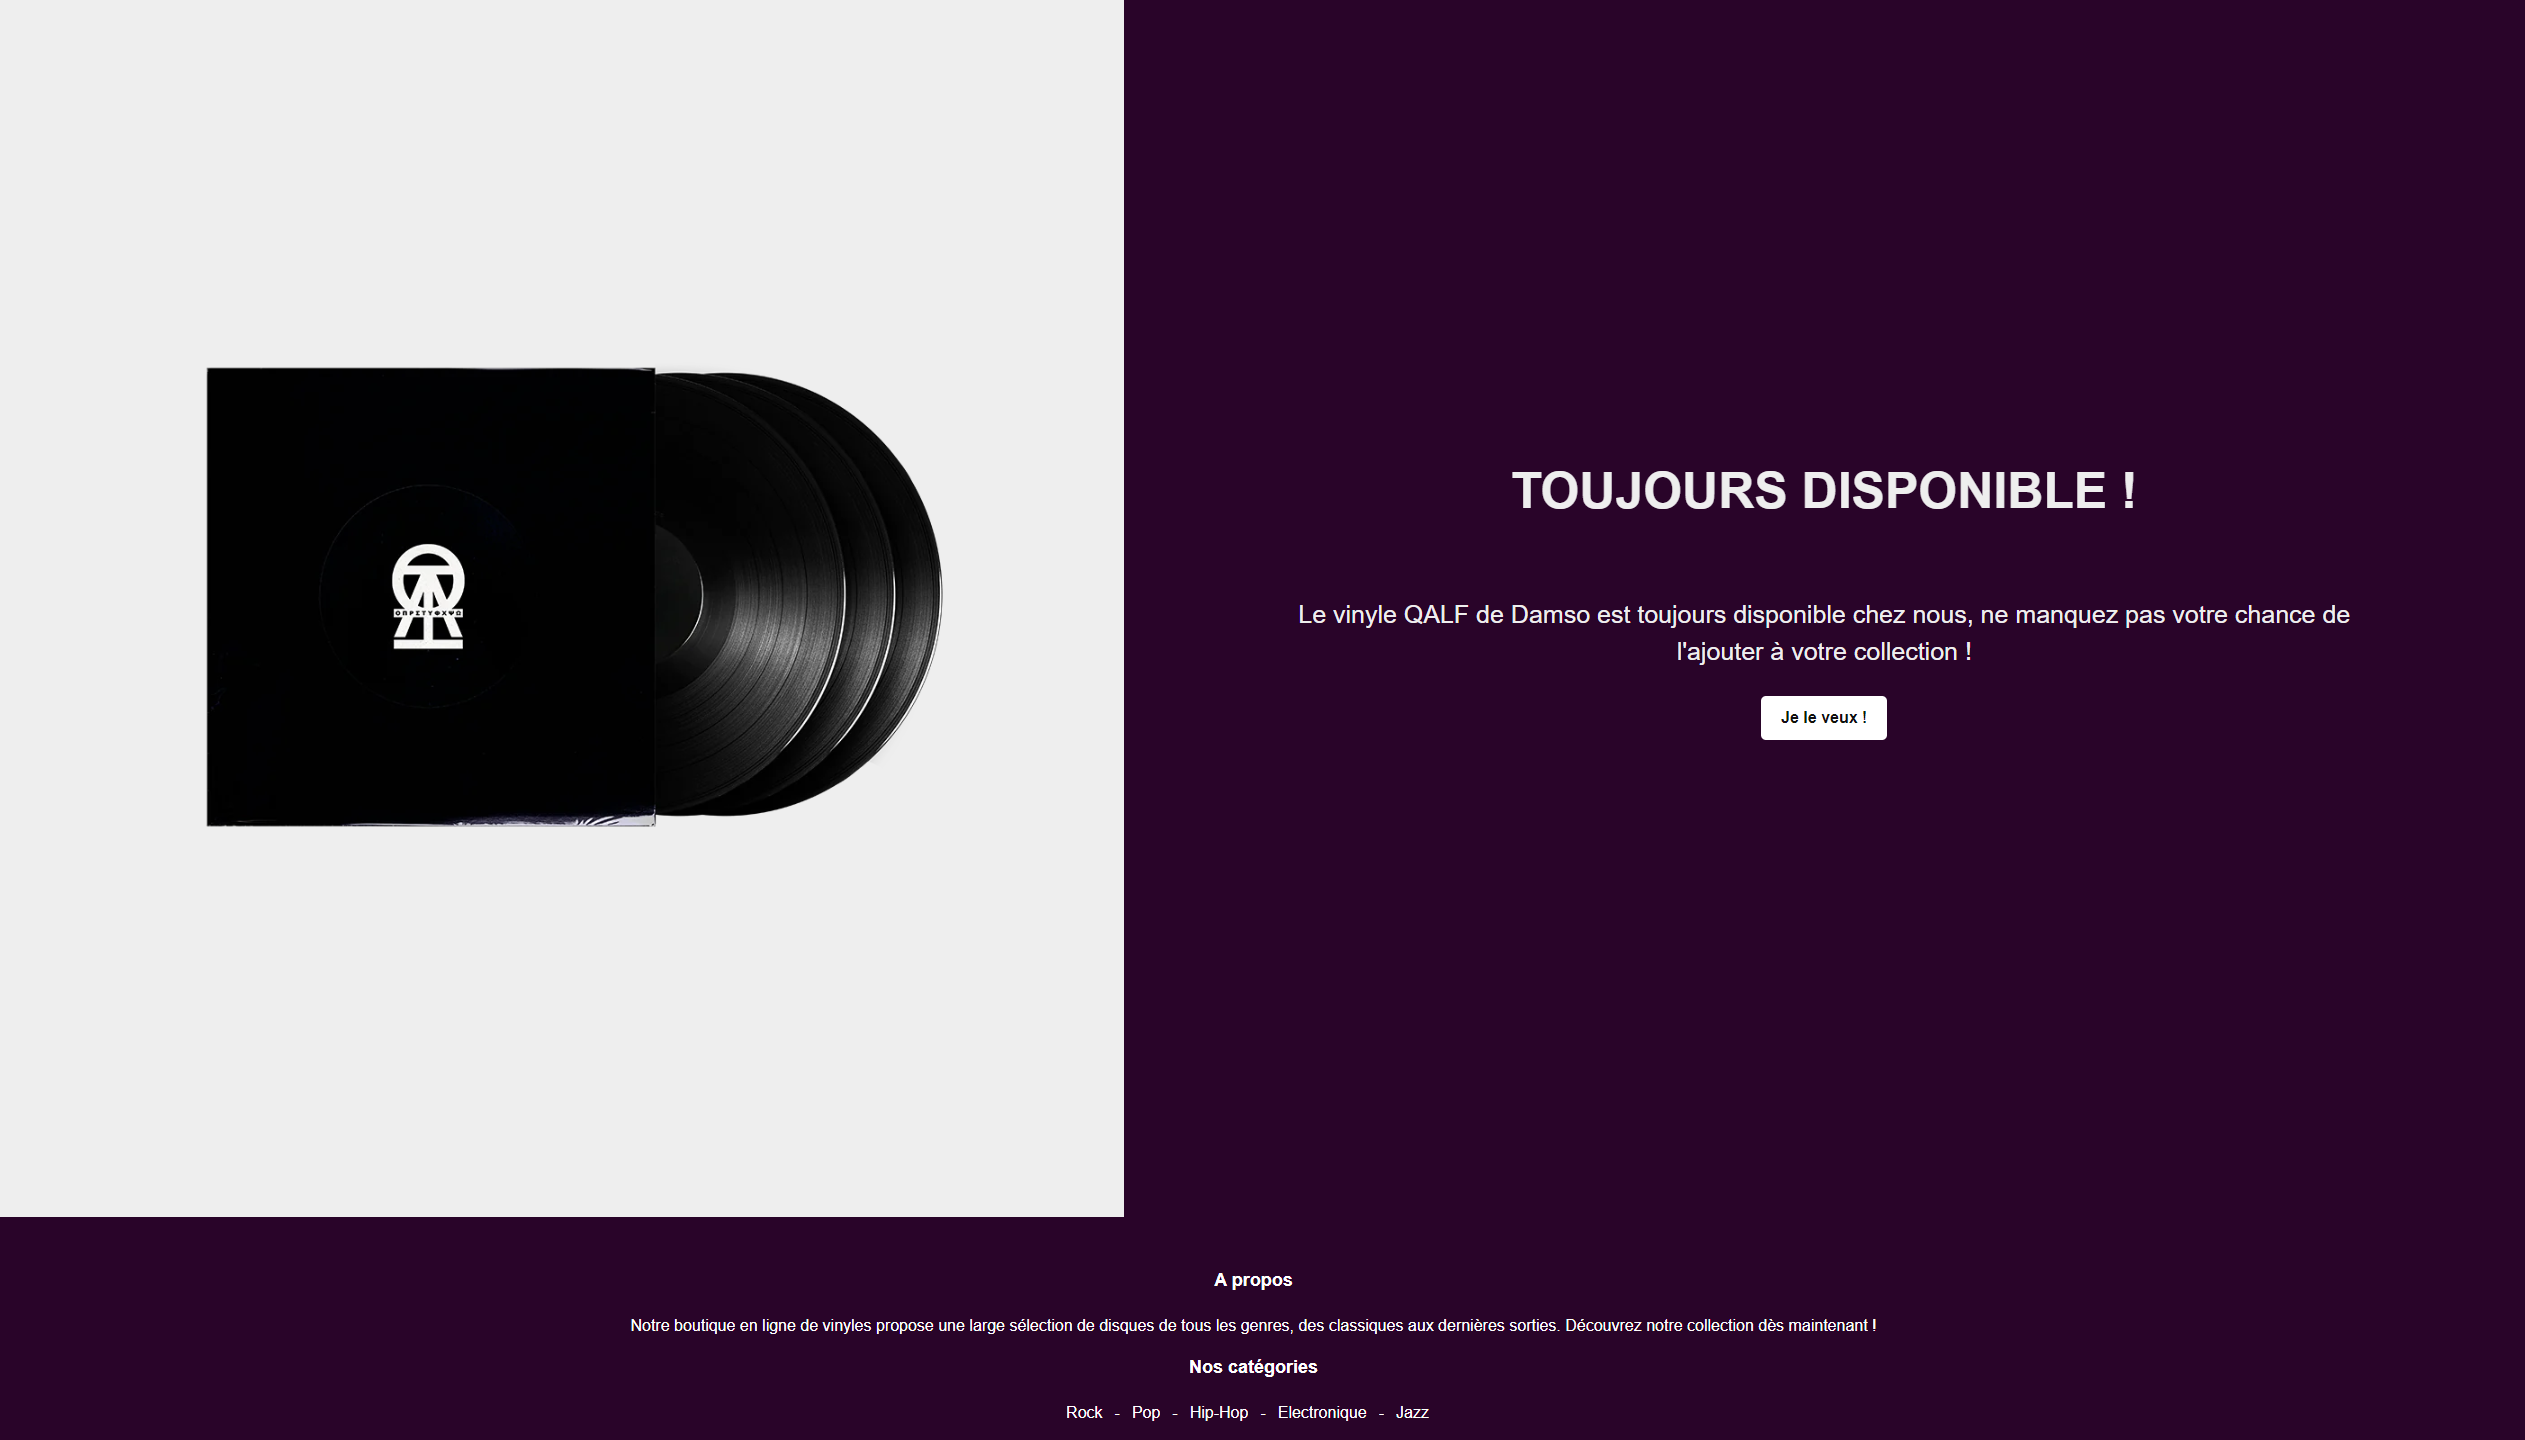 ΟΠΡΣΤΥΦΧΨΩ
TOUJOURS DISPONIBLE !
Le vinyle QALF de Damso est toujours disponible chez nous, ne manquez pas votre chance de
l'ajouter à votre collection !
Je le veux !
A propos
Notre boutique en ligne de vinyles propose une large sélection de disques de tous les genres, des classiques aux dernières sorties. Découvrez notre collection dès maintenant !
Nos catégories
Rock - Pop - Hip-Hop - Electronique - Jazz